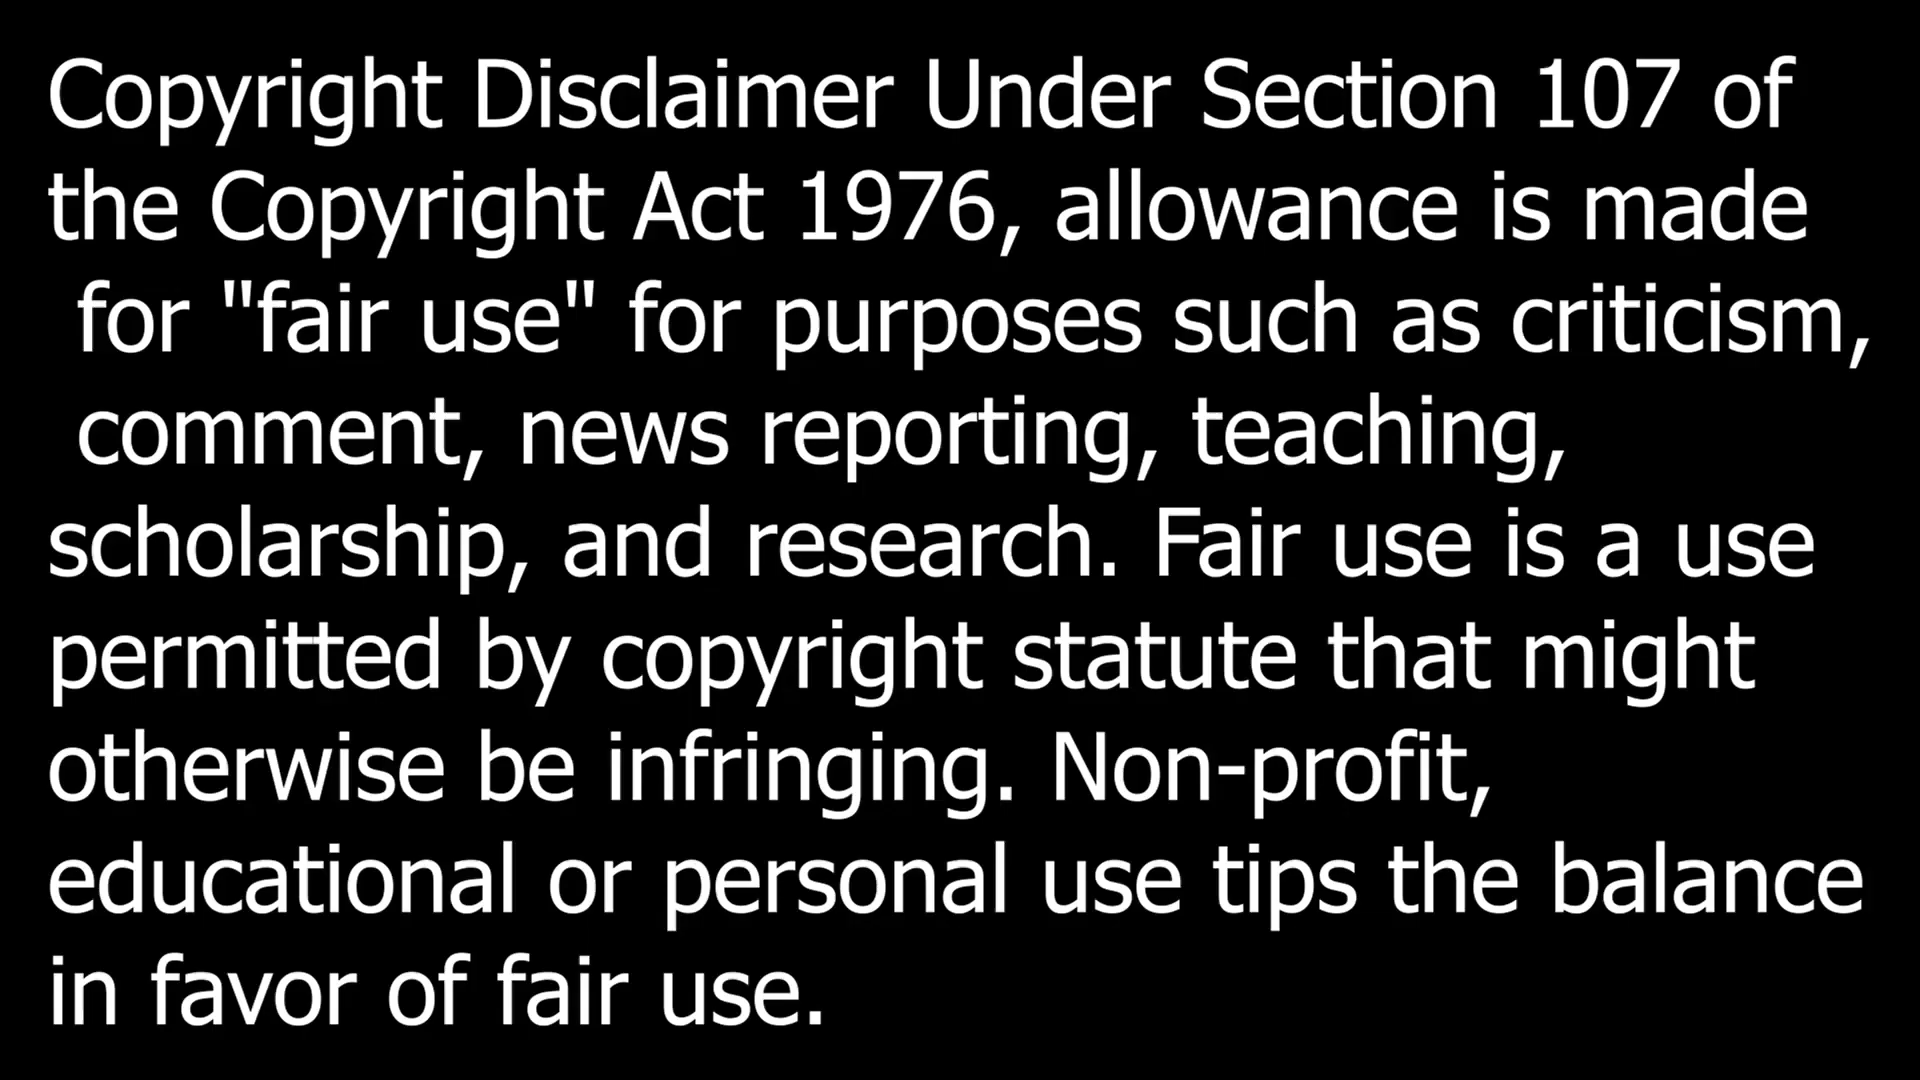 Copyright Disclaimer Under Section 107 of
the Copyright Act 1976, allowance is made
for "fair use" for purposes such as criticism,
comment, news reporting, teaching,
scholarship, and research. Fair use is a use
permitted by copyright statute that might
otherwise be infringing. Non-profit,
educational or personal use tips the balance
in favor of fair use.